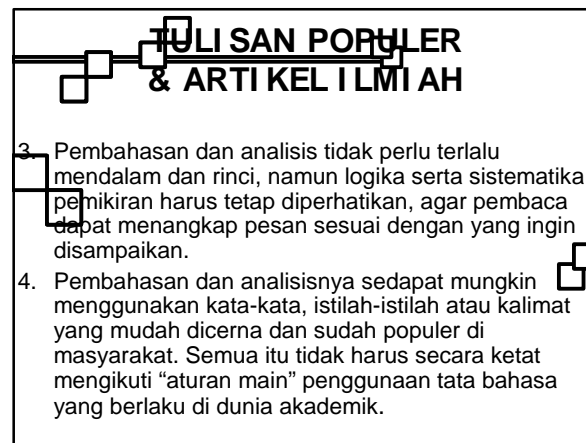 TULISAN POPULER
& ARTIKEL ILMIAH
3. Pembahasan dan analisis tidak perlu terlalu
mendalam dan rinci, namun logika serta sistematika
pemikiran harus tetap diperhatikan, agar pembaca
dapat menangkap pesan sesuai dengan yang ingin
disampaikan.
4. Pembahasan dan analisisnya sedapat mungkin
menggunakan kata-kata, istilah-istilah atau kalimat
yang mudah dicerna dan sudah populer di
masyarakat. Semua itu tidak harus secara ketat
mengikuti “aturan main” penggunaan tata bahasa
yang berlaku di dunia akademik.